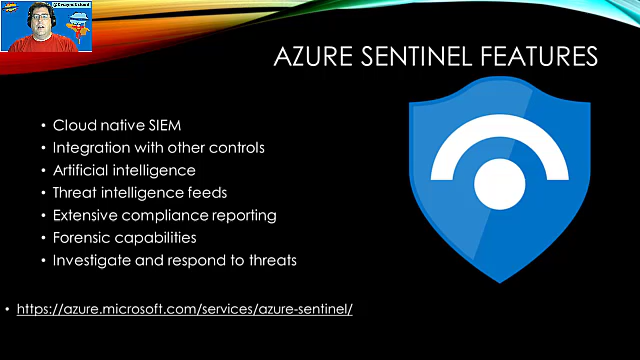 AZURE SENTINEL FEATURES
• Cloud native SIEM
• Integration with other controls
• Artificial intelligence
• Threat intelligence feeds
• Extensive compliance reporting
• Forensic capabilities
• Investigate and respond to threats
• https://azure.microsoft.com/services/azure-sentinel/